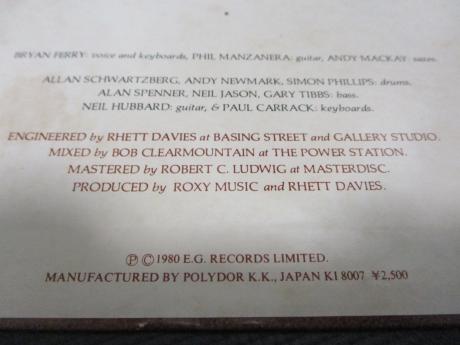 BRYAN FERRY: voice and keyboards, PHIL MANZANERA: guitar, ANDY MACKAY: saxes.
ALLAN SCHWARTZBERG, ANDY NEWMARK, SIMON PHILLIPS: drums.
ALAN SPENNER, NEIL JASON, GARY TIBBS: bass.
NEIL HUBBARD: guitar, & PAUL CARRACK: keyboards.
ENGINEERED by RHETT DAVIES at BASING STREET and GALLERY STUDIO.
MIXED by BOB CLEARMOUNTAIN at THE POWER STATION.
MASTERED by ROBERT C. LUDWIG at MASTERDISC.
PRODUCED by ROXY MUSIC and RHETT DAVIES.
℗ © 1980 E.G. RECORDS LIMITED.
MANUFACTURED BY POLYDOR K.K., JAPAN KI 8007 ¥2,500